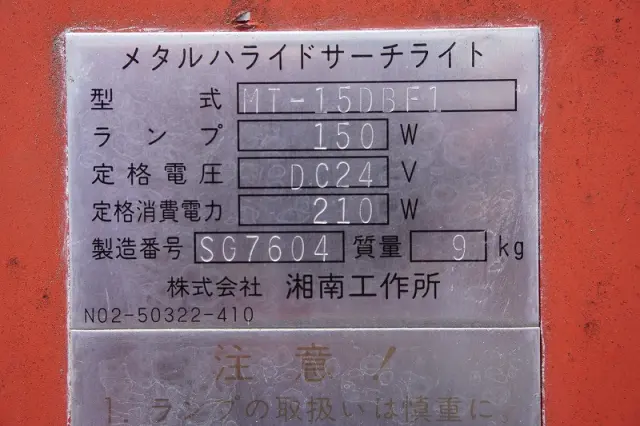 メタルハライドサーチライト
型式 MT-15DBF1
ランプ 150 W
定格電圧 DC24 V
定格消費電力 210 W
製造番号 SG7604 質量 9 kg
株式会社 湘南工作所
N02-50322-410
注意!
1. ランプの取扱いは慎重に